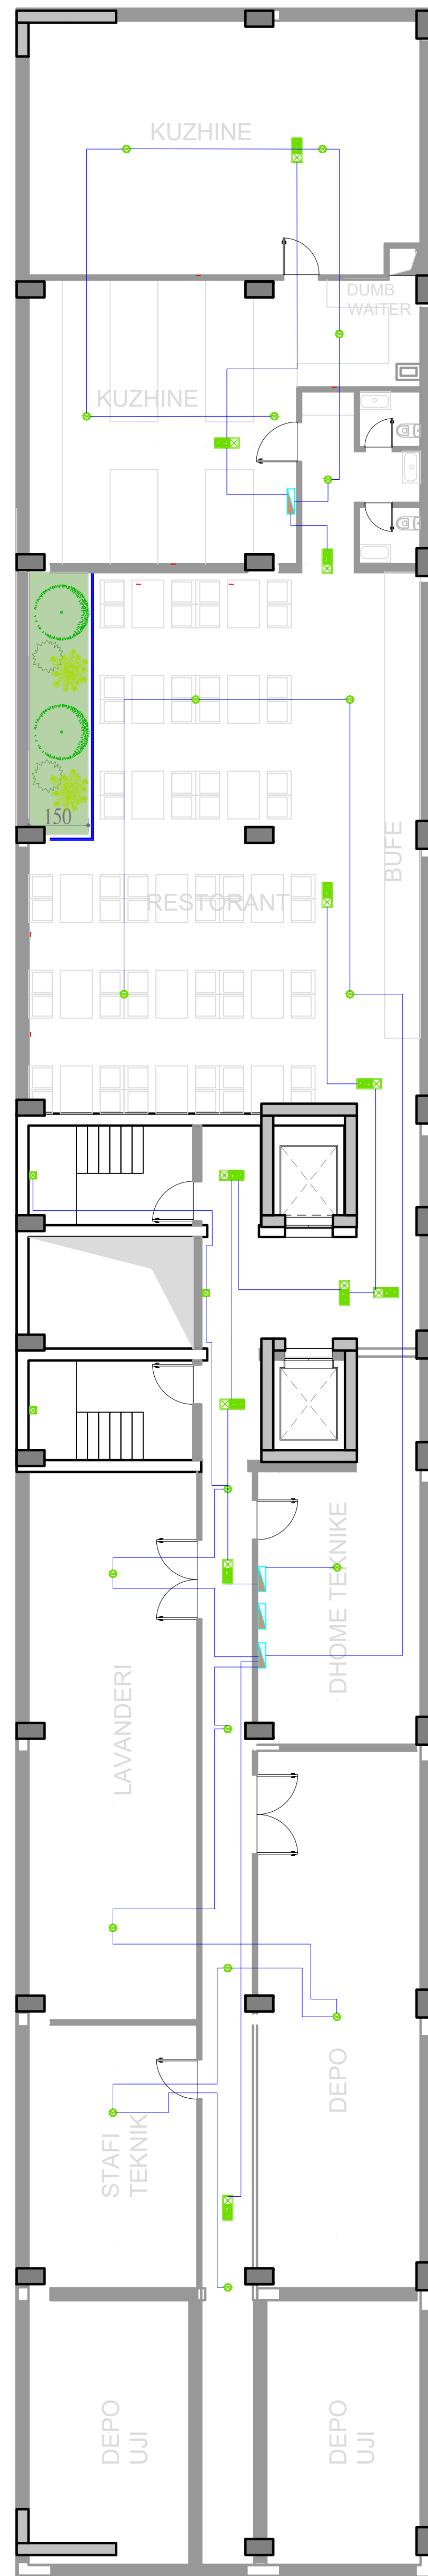 KUZHINE
DUMB
WAITER
KUZHINE
150
BUFE
RESTORANT
DHOME TEKNIKE
LAVANDERI
DEPO
STAFI
TEKNIK
DEPO
UJI
DEPO
UJI